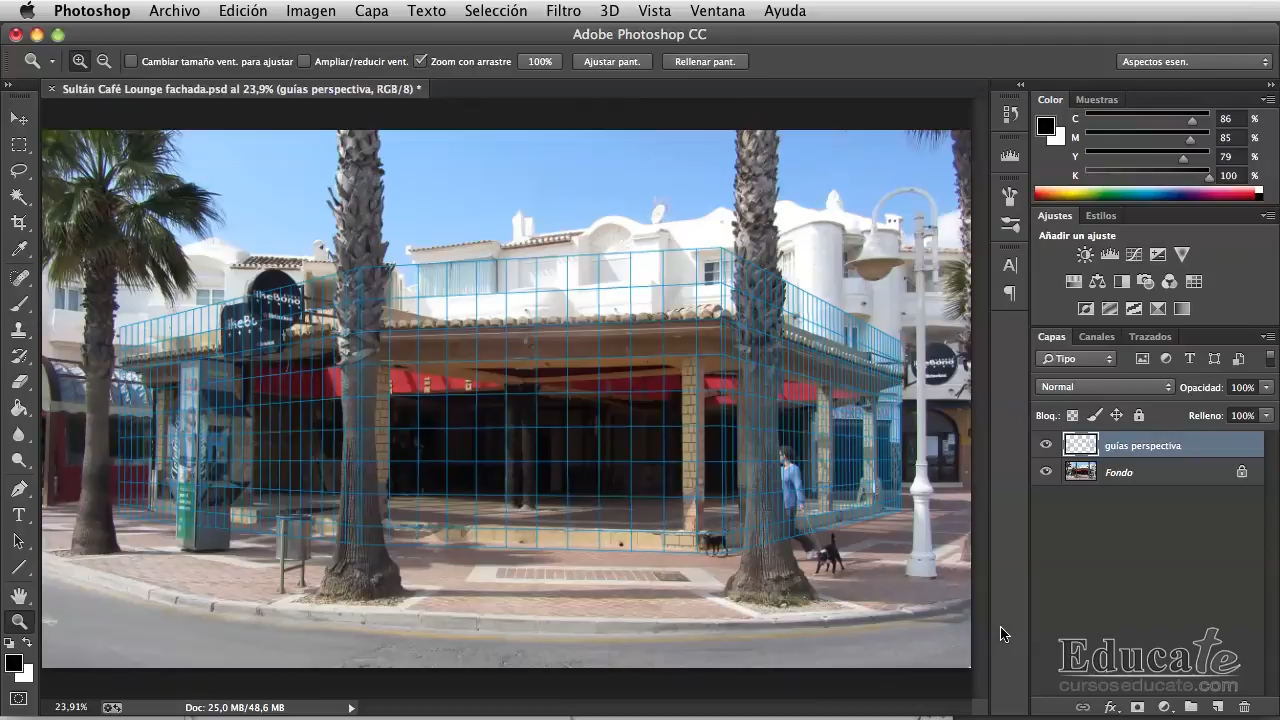 Photoshop Archivo Edición Imagen Capa Texto Selección Filtro 3D Vista Ventana Ayuda
Adobe Photoshop CC
Cambiar tamaño vent. para ajustar Ampliar/reducir vent. Zoom con arrastre 100% Ajustar pant. Rellenar pant. Aspectos esen.
Sultán Café Lounge fachada.psd al 23,9% (guías perspectiva, RGB/8) *
Color Muestras
C 86 %
M 85 %
Y 79 %
K 100 %
Ajustes Estilos
Añadir un ajuste
Capas Canales Trazados
Tipo
Normal Opacidad: 100%
Bloq.: Relleno: 100%
guías perspectiva
Fondo
Educate
cursoseducate.com
23,91% Doc: 25,0 MB/48,6 MB